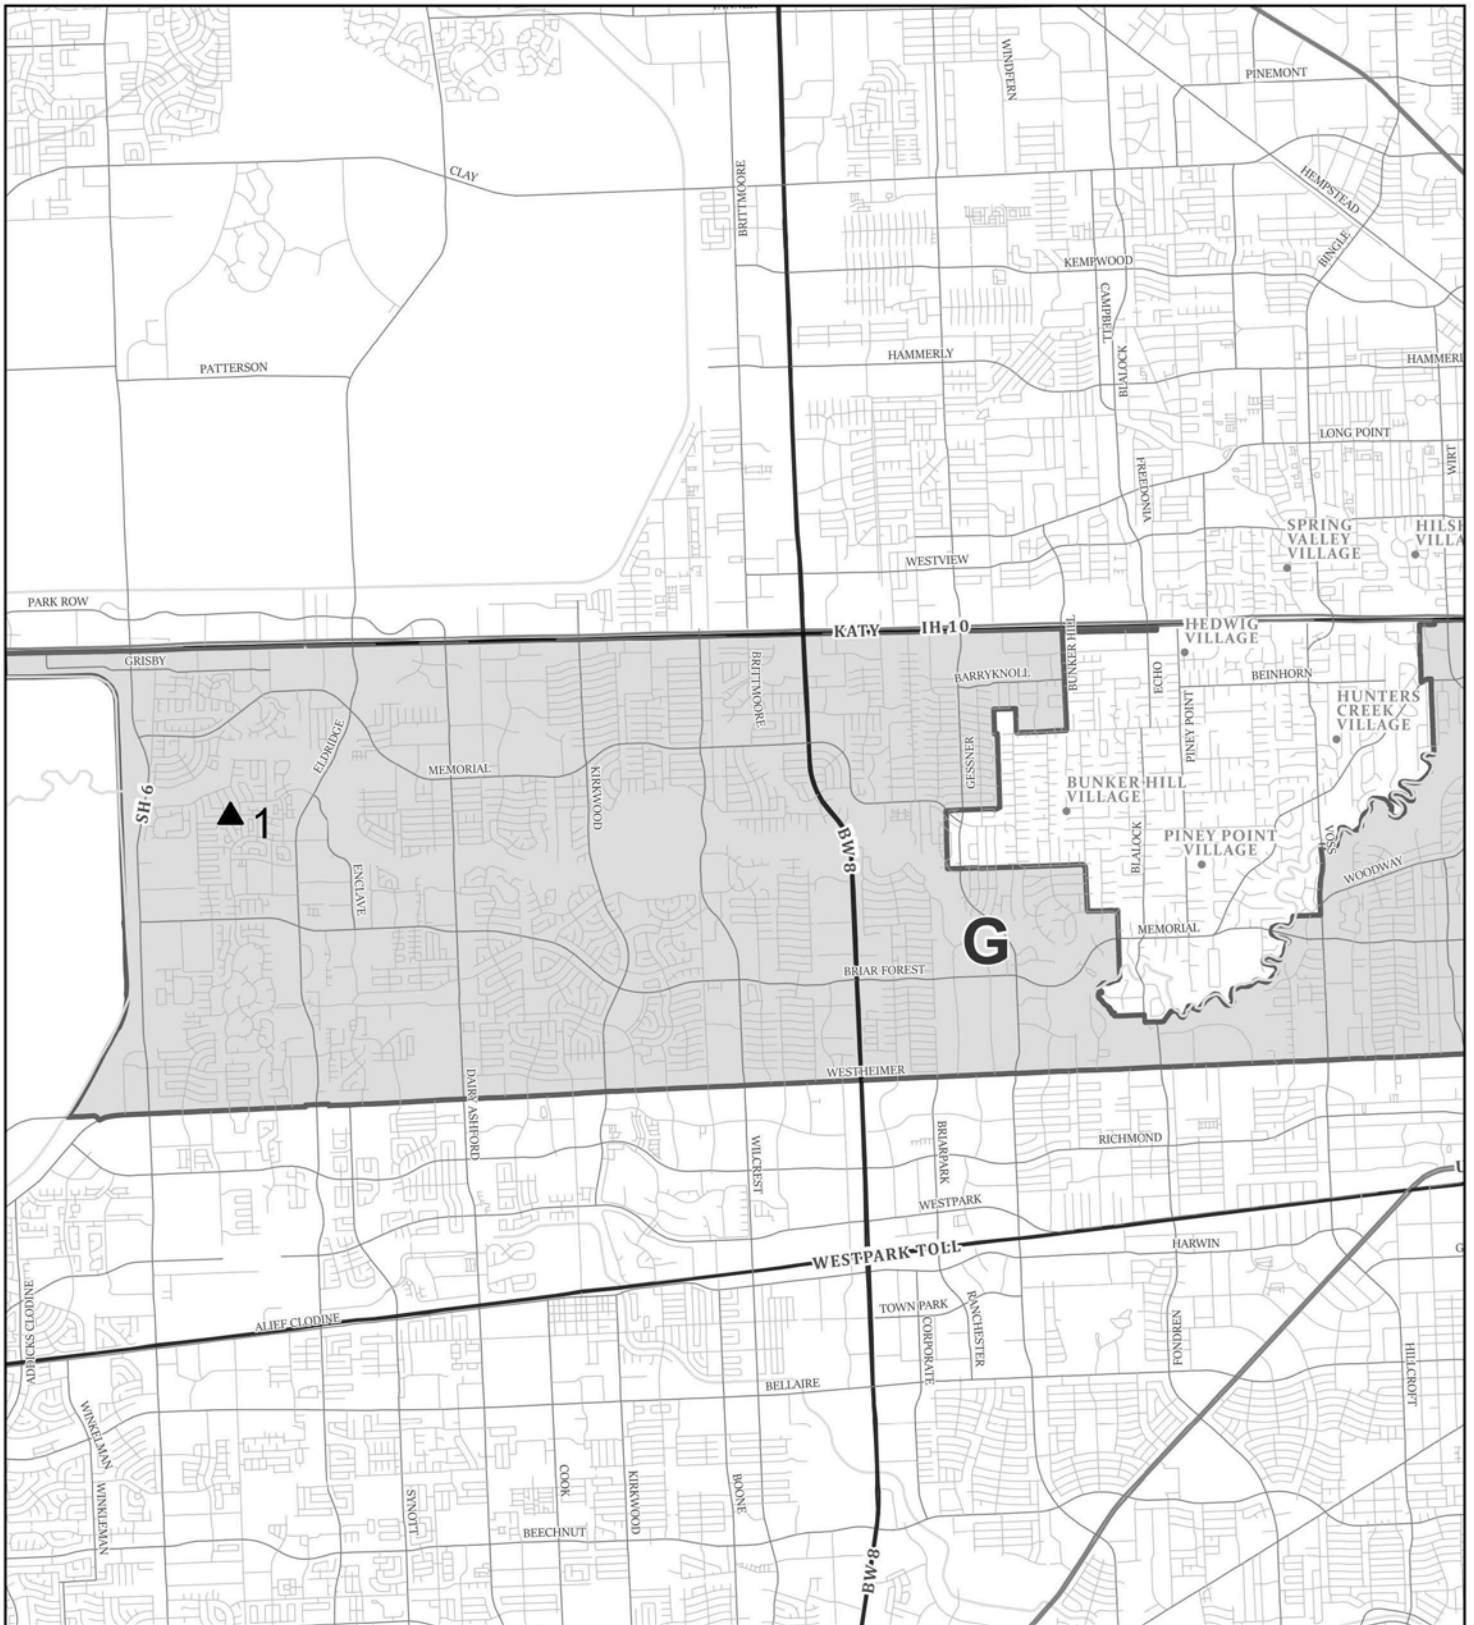 WINDFERN
PINEMONT
CLAY
BRITTMOORE
HEMPSTEAD
BINGLE
KEMPWOOD
CAMPBELL
HAMMERLY
BLALOCK
PATTERSON
LONG POINT
WIRT
FREEDONIA
SPRING
VALLEY
VILLAGE
WESTVIEW
PARK ROW
KATY IH 10
HEDWIG
VILLAGE
GRISBY
BRITTMOORE
BARRYKNOLL
BUNKER HILL
ECHO
BEINHORN
PINEY POINT
HUNTERS
CREEK
VILLAGE
ELDRIDGE
MEMORIAL
GESSNER
KIRKWOOD
BUNKER HILL
VILLAGE
SH 6
1
BW 8
BLALOCK
PINEY POINT
VILLAGE
VOSS
WOODWAY
ENCLAVE
G
MEMORIAL
BRIAR FOREST
WESTHEIMER
DAIRY ASHFORD
WILCREST
BRIARPARK
RICHMOND
WESTPARK
WESTPARK TOLL
HARWIN
ADDICKS CLODINE
ALIEF CLODINE
TOWN PARK
RANCHESTER
CORPORATE
FONDREN
HILLCROFT
BELLAIRE
WINKELMAN
WINKLEMAN
SYNOTT
COOK
KIRKWOOD
BOONE
BEECHNUT
BW 8